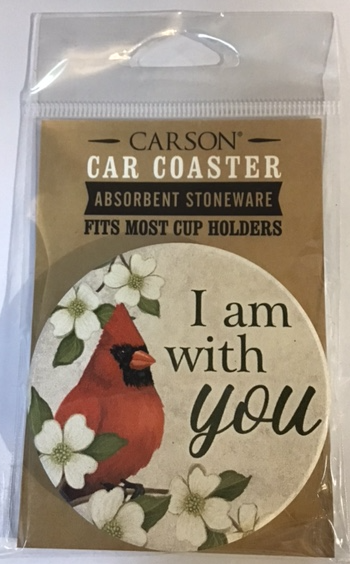 CARSON®
CAR COASTER
ABSORBENT STONEWARE
FITS MOST CUP HOLDERS
I am
with
you